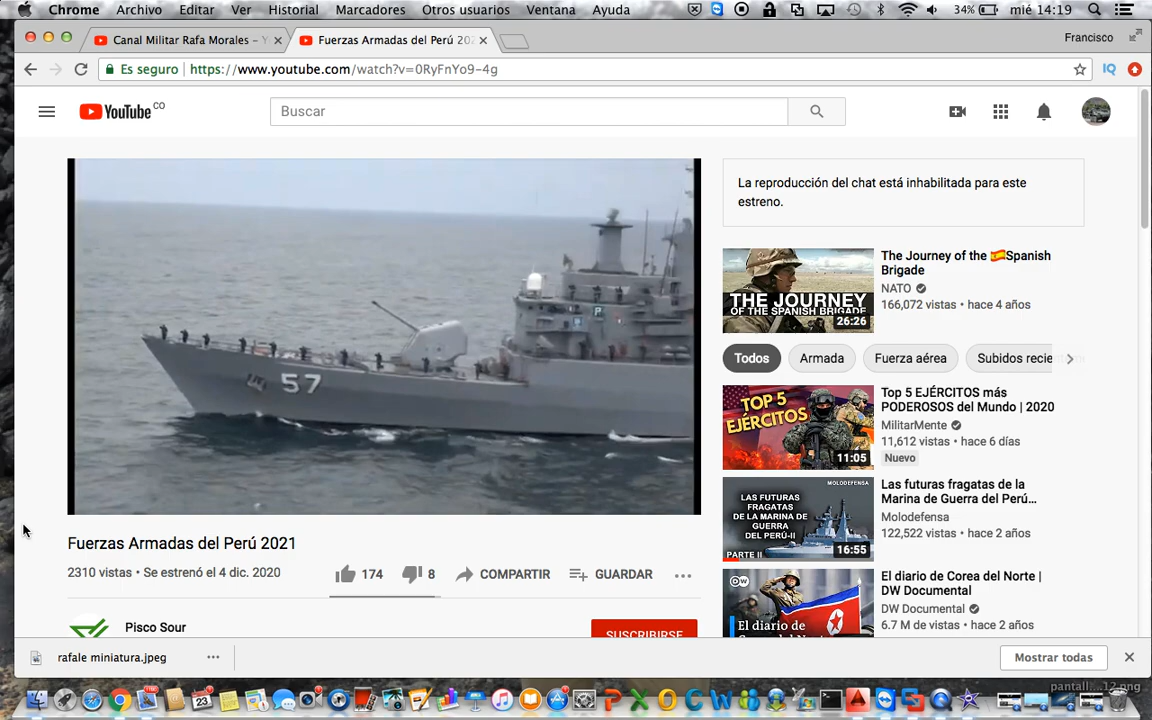 Chrome Archivo Editar Ver Historial Marcadores Otros usuarios Ventana Ayuda 34% mié 14:19
Canal Militar Rafa Morales – Y
Fuerzas Armadas del Perú 202
Francisco
Es seguro https://www.youtube.com/watch?v=0RyFnYo9-4g
IQ
YouTube CO
Buscar
57
La reproducción del chat está inhabilitada para este
estreno.
THE JOURNEY
OF THE SPANISH BRIGADE
26:26
The Journey of the 🇪🇸Spanish
Brigade
NATO
166,072 vistas • hace 4 años
Todos Armada Fuerza aérea Subidos recie
TOP 5
EJÉRCITOS
11:05
Top 5 EJÉRCITOS más
PODEROSOS del Mundo | 2020
MilitarMente
11,612 vistas • hace 6 días
Nuevo
MOLODEFENSA
LAS FUTURAS
FRAGATAS
DE LA MARINA DE
GUERRA DEL
PERÚ-II
PARTE II
16:55
Las futuras fragatas de la
Marina de Guerra del Perú...
Molodefensa
122,522 vistas • hace 2 años
DW
El diario de
El diario de Corea del Norte |
DW Documental
DW Documental
6.7 M de vistas • hace 2 años
Fuerzas Armadas del Perú 2021
2310 vistas • Se estrenó el 4 dic. 2020
174 8 COMPARTIR GUARDAR
Pisco Sour
SUSCRIBIRSE
rafale miniatura.jpeg
Mostrar todas
pantall...12.png
23